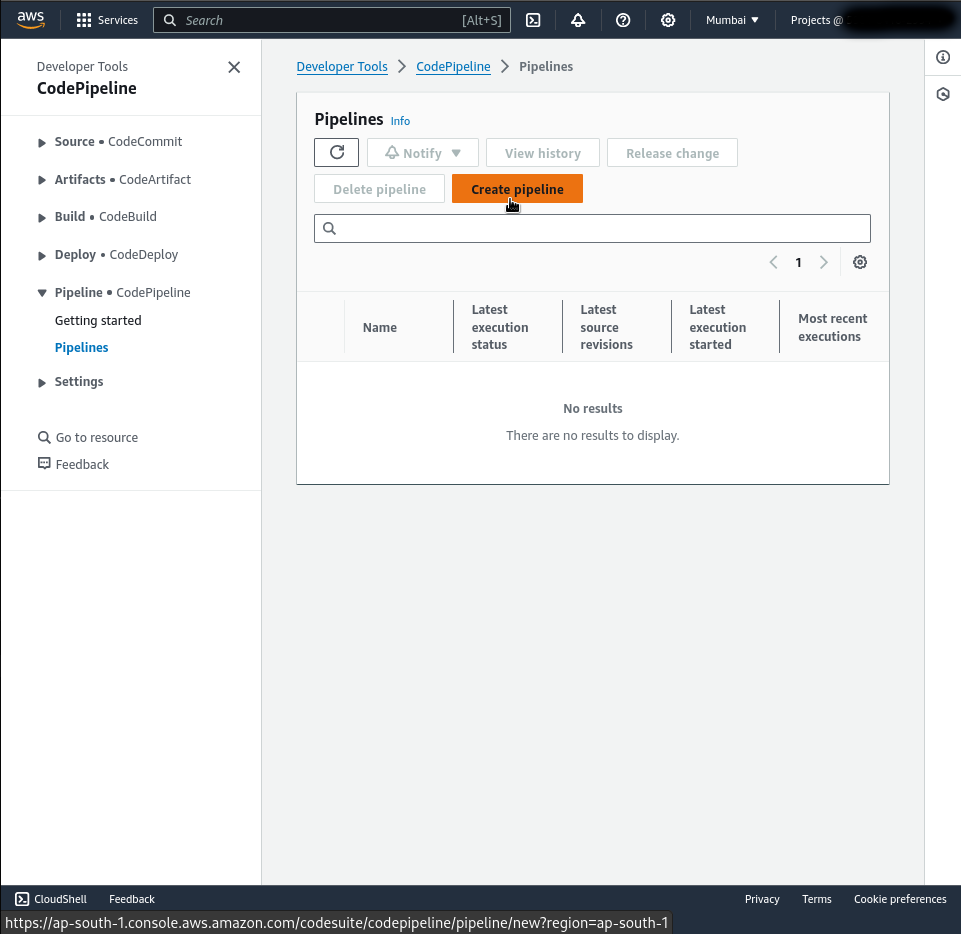 aws
Services
Search [Alt+S]
Mumbai
Projects @
Developer Tools
CodePipeline
Source • CodeCommit
Artifacts • CodeArtifact
Build • CodeBuild
Deploy • CodeDeploy
Pipeline • CodePipeline
Getting started
Pipelines
Settings
Go to resource
Feedback
Developer Tools > CodePipeline > Pipelines
Pipelines Info
Notify
View history
Release change
Delete pipeline
Create pipeline
1
Name
Latest
execution
status
Latest
source
revisions
Latest
execution
started
Most recent
executions
No results
There are no results to display.
CloudShell
Feedback
Privacy
Terms
Cookie preferences
https://ap-south-1.console.aws.amazon.com/codesuite/codepipeline/pipeline/new?region=ap-south-1